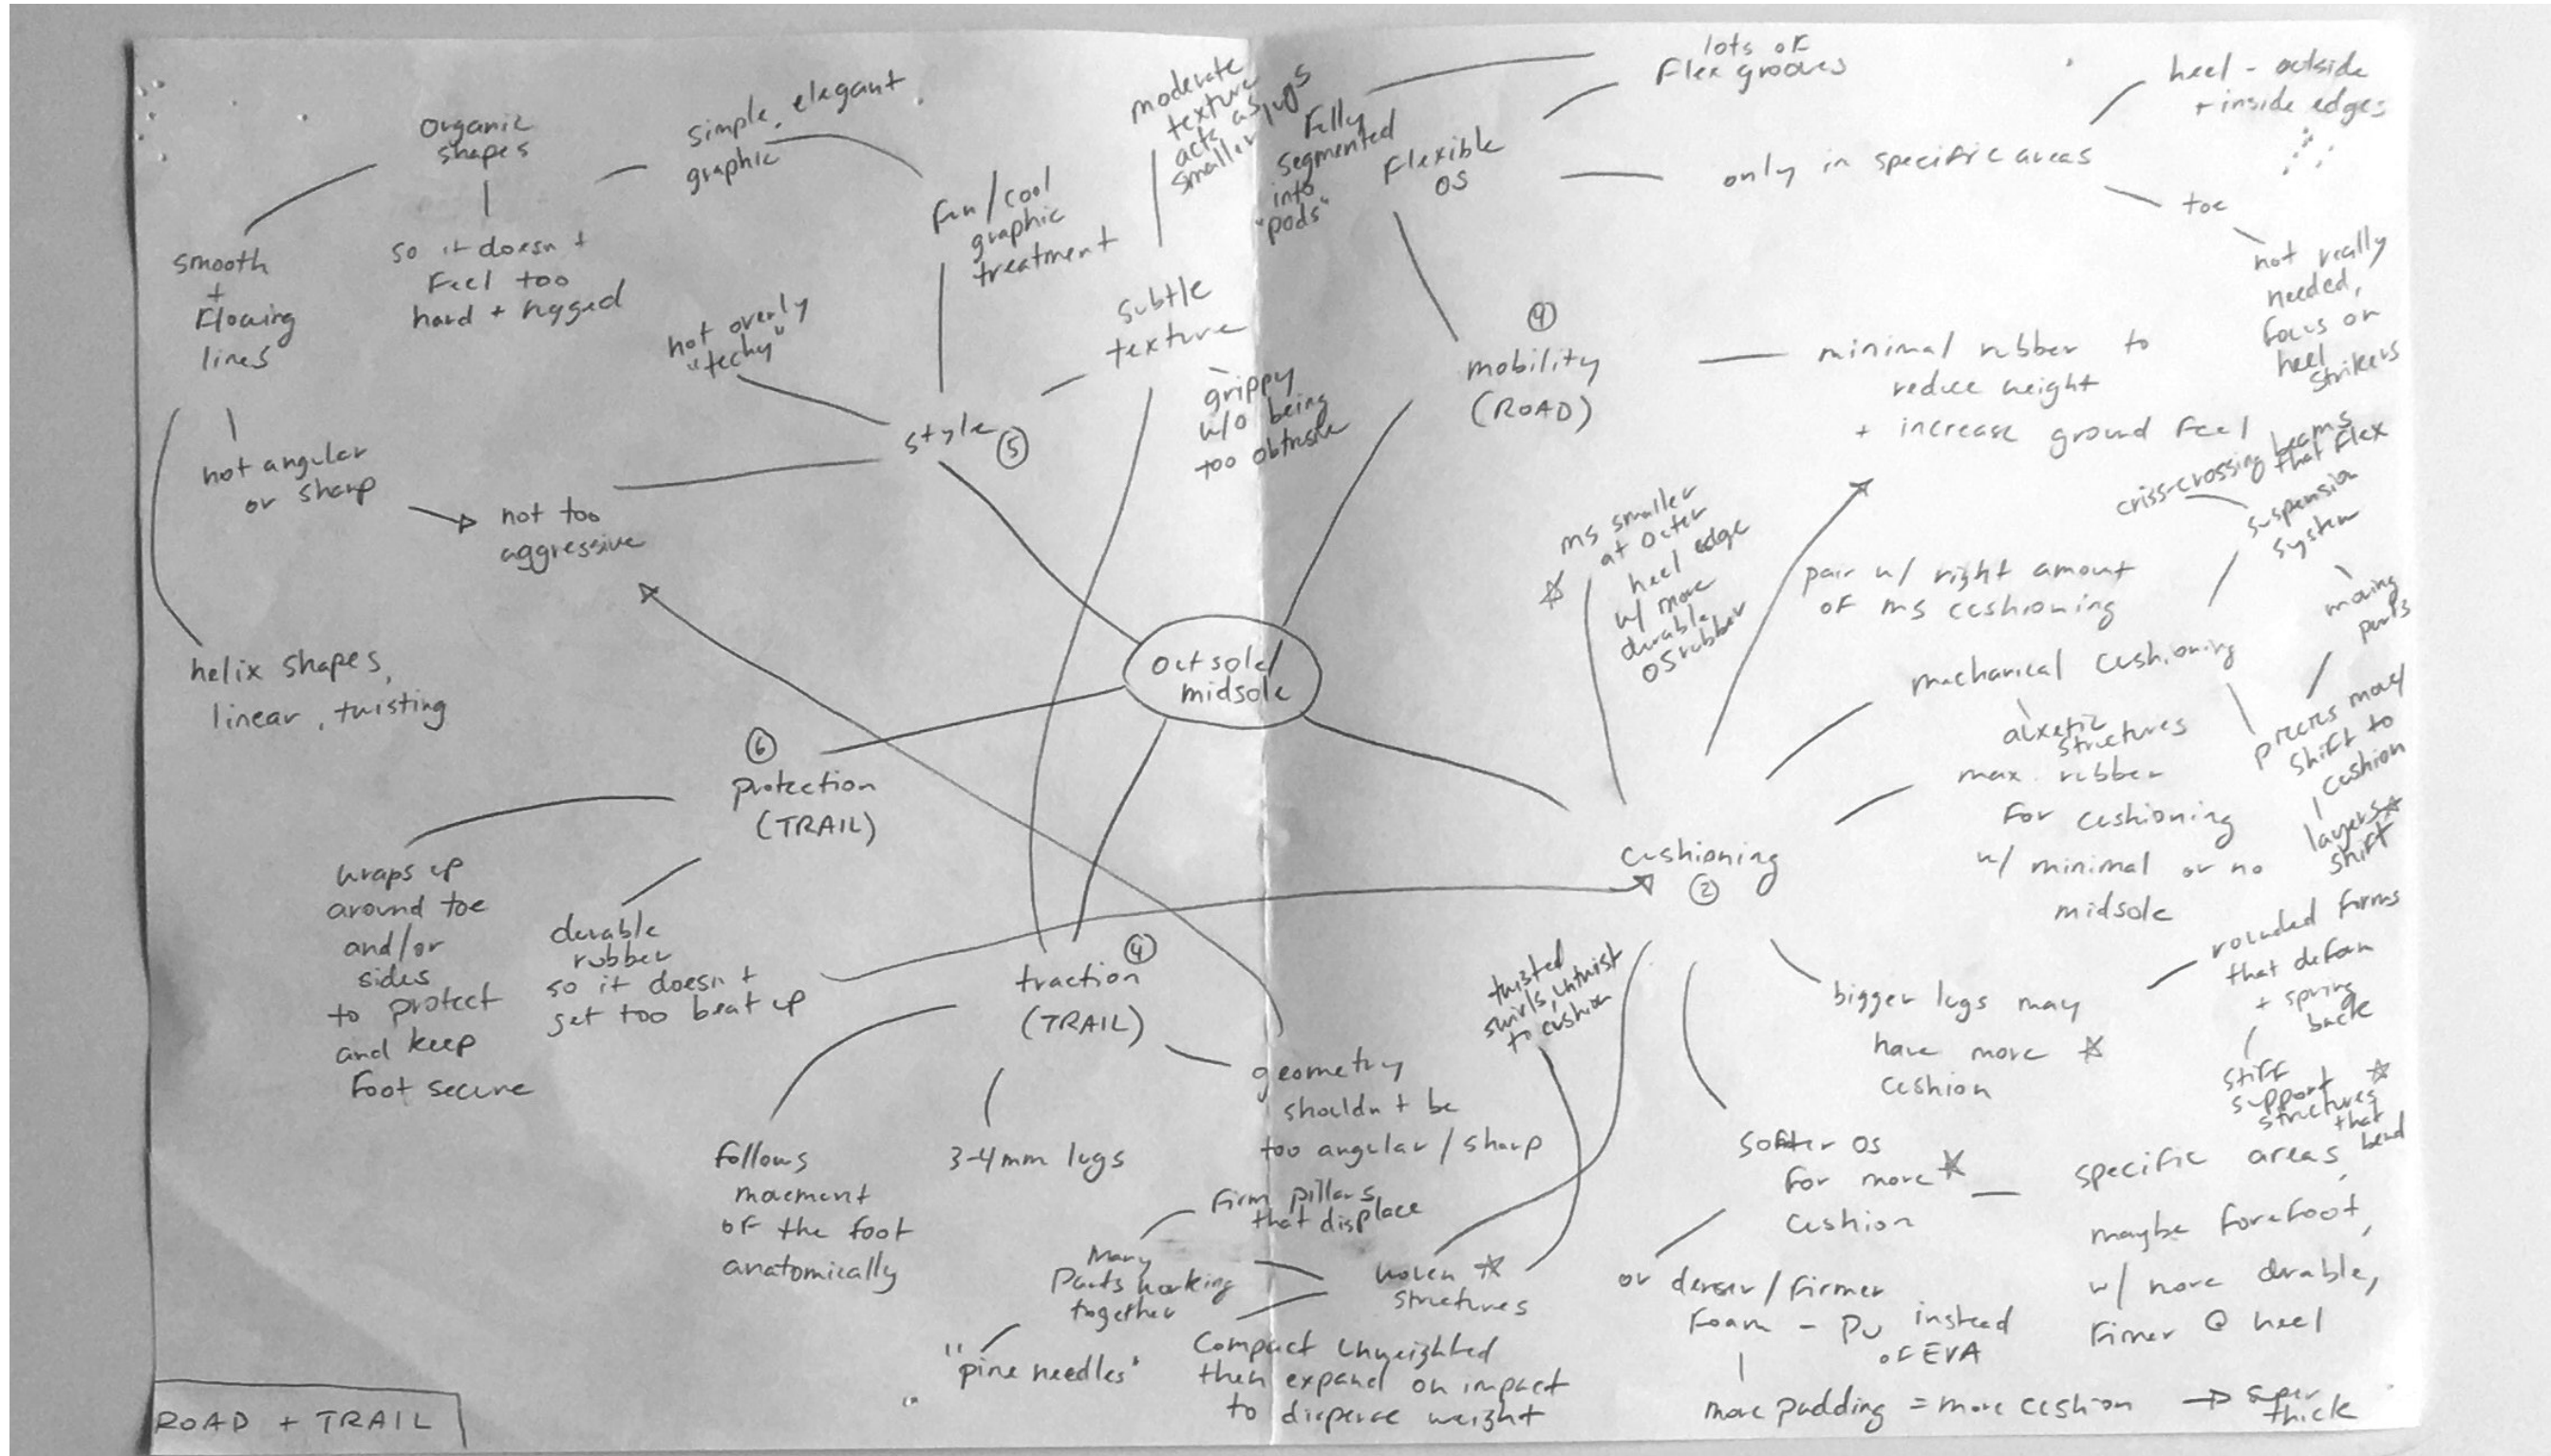 organic
shapes
simple, elegant
graphic
smooth
+
flowing
lines
so it doesn't
feel too
hard + rugged
not angular
or sharp
not too
aggressive
helix shapes,
linear, twisting
not overly
"techy"
fun/cool
graphic
treatment
style ⑤
subtle
texture
moderate
texture
acts as
smaller lugs
grippy
w/o being
too obtrusive
fully
segmented
into
"pods"
Flexible
OS
lots of
flex grooves
only in specific areas
heel - outside
+ inside edges
toe
not really
needed,
focus on
heel
strikers
④
mobility
(ROAD)
minimal rubber to
reduce weight
+ increase ground feel
outsole/
midsole
⑥
protection
(TRAIL)
wraps up
around toe
and/or
sides
to protect
and keep
foot secure
durable
rubber
so it doesn't
get too beat up
traction ④
(TRAIL)
follows
movement
of the foot
anatomically
3-4mm lugs
geometry
shouldn't be
too angular/sharp
cushioning
②
ms smaller
at outer
heel edge
w/ more
durable
OS rubber
pair w/ right amount
of ms cushioning
mechanical cushioning
auxetic
structures
suspension
system
criss-crossing beams
that flex
moving
parts
pieces move/
shift to
cushion
layers
shift
max. rubber
for cushioning
w/ minimal or no
midsole
bigger lugs may
have more
cushion
rounded forms
that deform
+ spring
back
stiff
support
structures
that
bend
softer OS
for more
cushion
specific areas,
maybe forefoot,
w/ more durable,
firmer @ heel
or denser/firmer
foam - PU instead
of EVA
more padding = more cushion → super
thick
twisted
swirls, untwist
to cushion
woven
structures
Many
Parts working
together
firm pillars
that displace
"pine needles"
Compact unweighted
then expand on impact
to disperse weight
ROAD + TRAIL